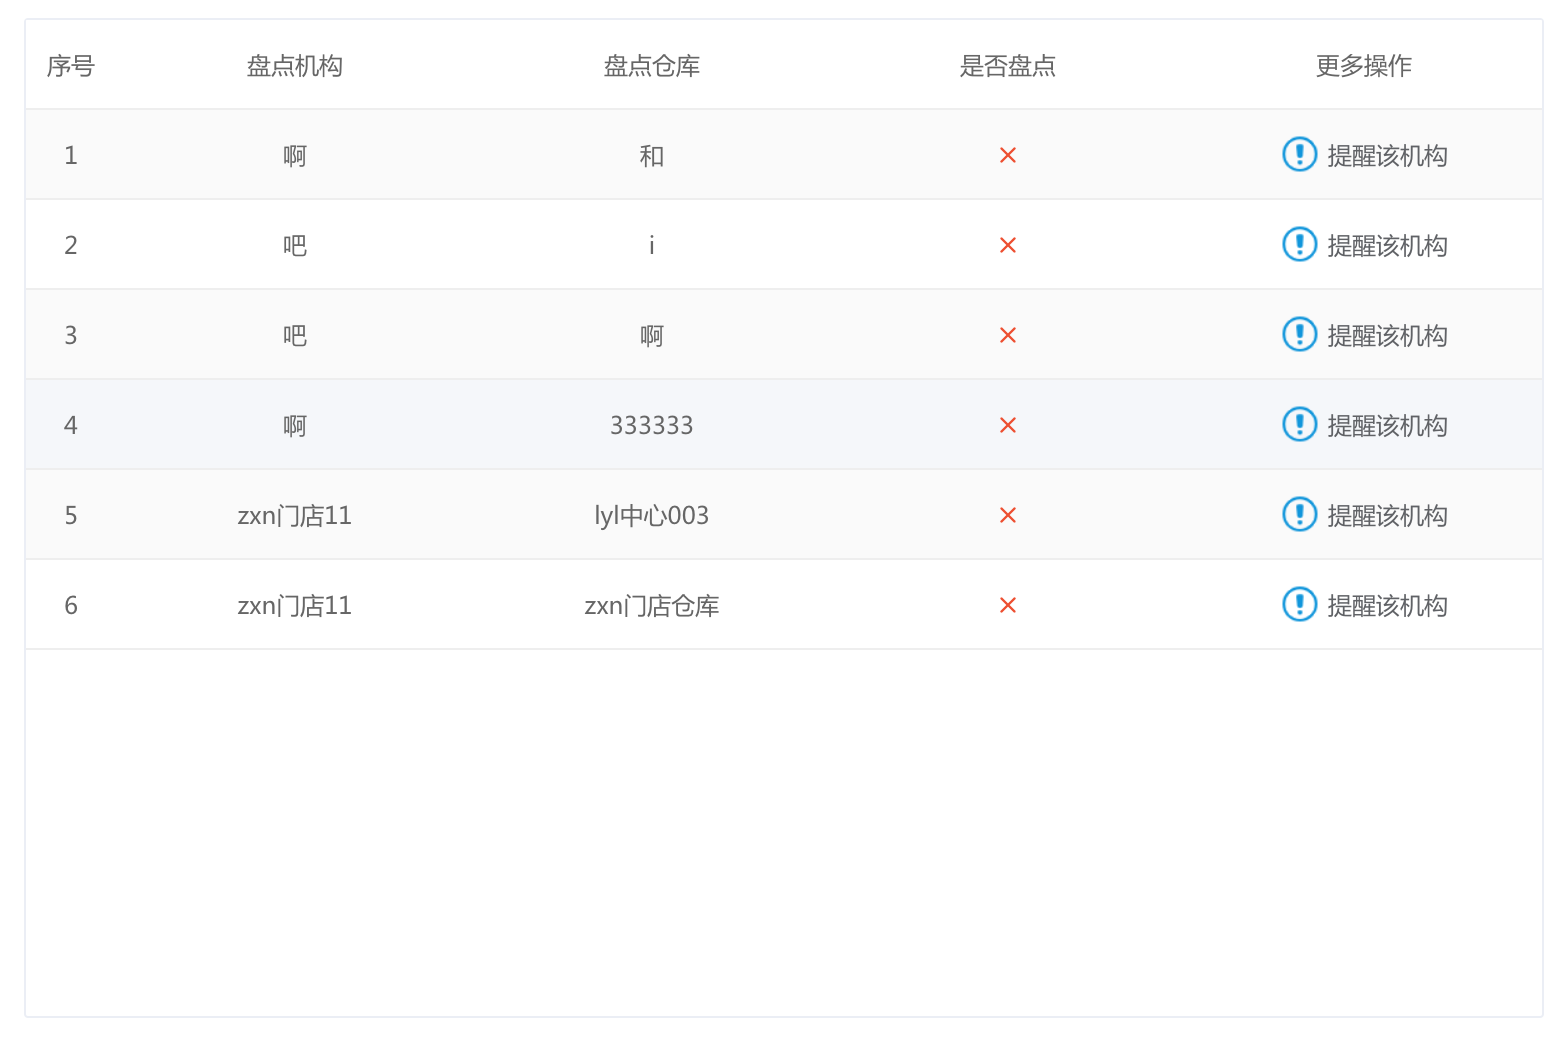 序号 盘点机构 盘点仓库 是否盘点 更多操作
1 啊 和 提醒该机构
2 吧 i 提醒该机构
3 吧 啊 提醒该机构
4 啊 333333 提醒该机构
5 zxn门店11 lyl中心003 提醒该机构
6 zxn门店11 zxn门店仓库 提醒该机构